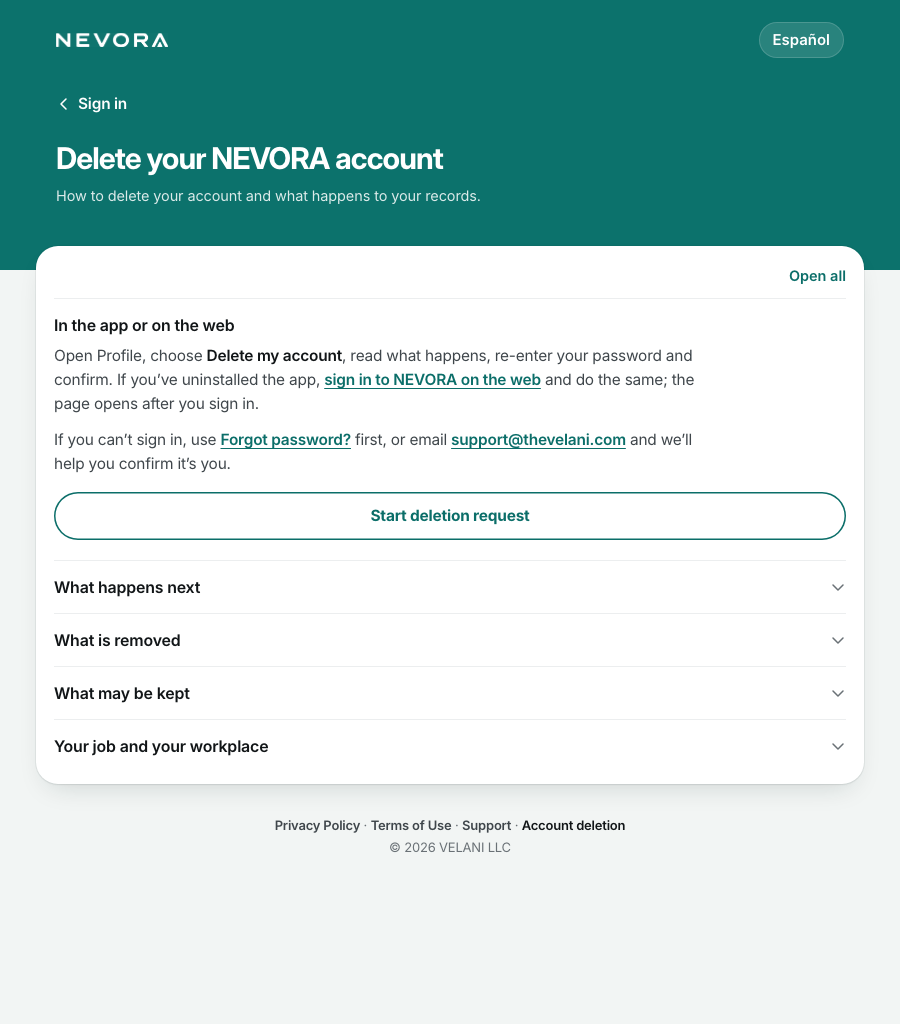 NEVORA
Español
Sign in
Delete your NEVORA account
How to delete your account and what happens to your records.
Open all
In the app or on the web
Open Profile, choose Delete my account, read what happens, re-enter your password and
confirm. If you’ve uninstalled the app, sign in to NEVORA on the web and do the same; the
page opens after you sign in.
If you can’t sign in, use Forgot password? first, or email support@thevelani.com and we’ll
help you confirm it’s you.
Start deletion request
What happens next
What is removed
What may be kept
Your job and your workplace
Privacy Policy · Terms of Use · Support · Account deletion
© 2026 VELANI LLC